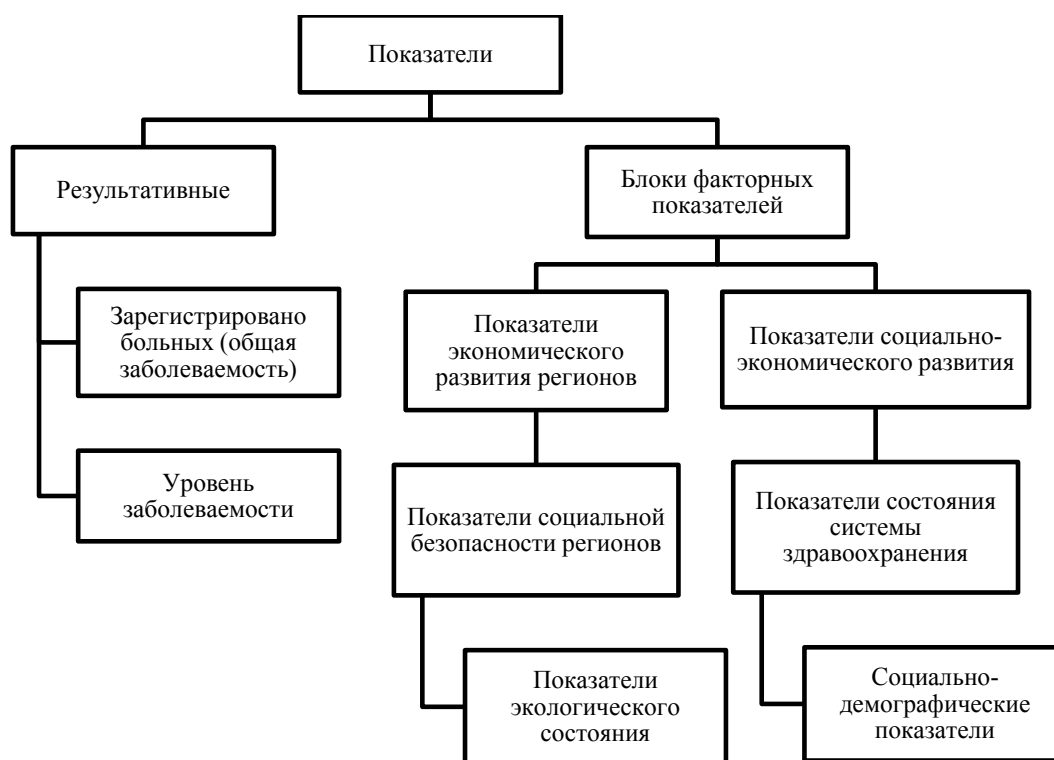 Показатели
Результативные
Блоки факторных
показателей
Зарегистрировано
больных (общая
заболеваемость)
Показатели
экономического
развития регионов
Показатели социально-
экономического развития
Уровень
заболеваемости
Показатели социальной
безопасности регионов
Показатели состояния
системы
здравоохранения
Показатели
экологического
состояния
Социально-
демографические
показатели